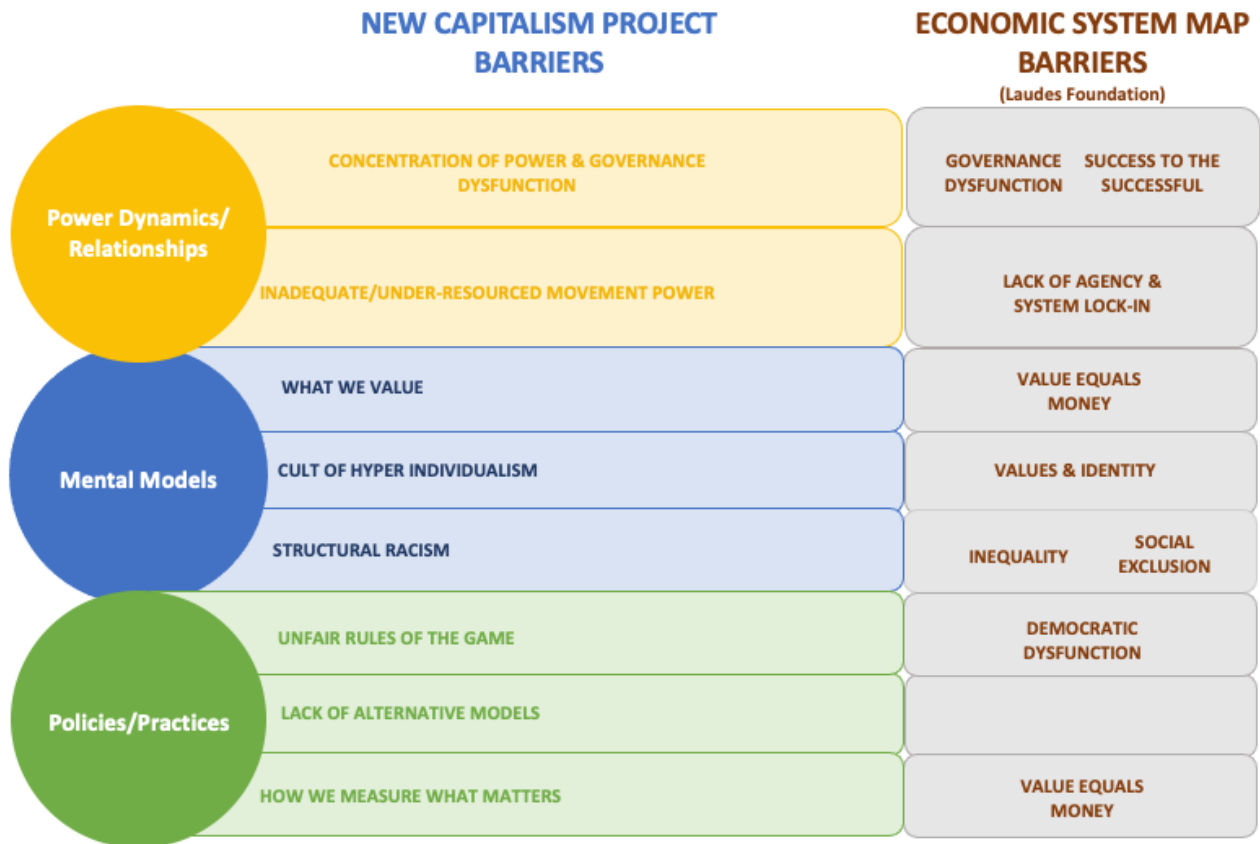 NEW CAPITALISM PROJECT
BARRIERS
ECONOMIC SYSTEM MAP
BARRIERS
(Laudes Foundation)
Power Dynamics/
Relationships
CONCENTRATION OF POWER & GOVERNANCE
DYSFUNCTION
GOVERNANCE
DYSFUNCTION
SUCCESS TO THE
SUCCESSFUL
INADEQUATE/UNDER-RESOURCED MOVEMENT POWER
LACK OF AGENCY &
SYSTEM LOCK-IN
Mental Models
WHAT WE VALUE
VALUE EQUALS
MONEY
CULT OF HYPER INDIVIDUALISM
VALUES & IDENTITY
STRUCTURAL RACISM
INEQUALITY
SOCIAL
EXCLUSION
Policies/Practices
UNFAIR RULES OF THE GAME
DEMOCRATIC
DYSFUNCTION
LACK OF ALTERNATIVE MODELS
HOW WE MEASURE WHAT MATTERS
VALUE EQUALS
MONEY